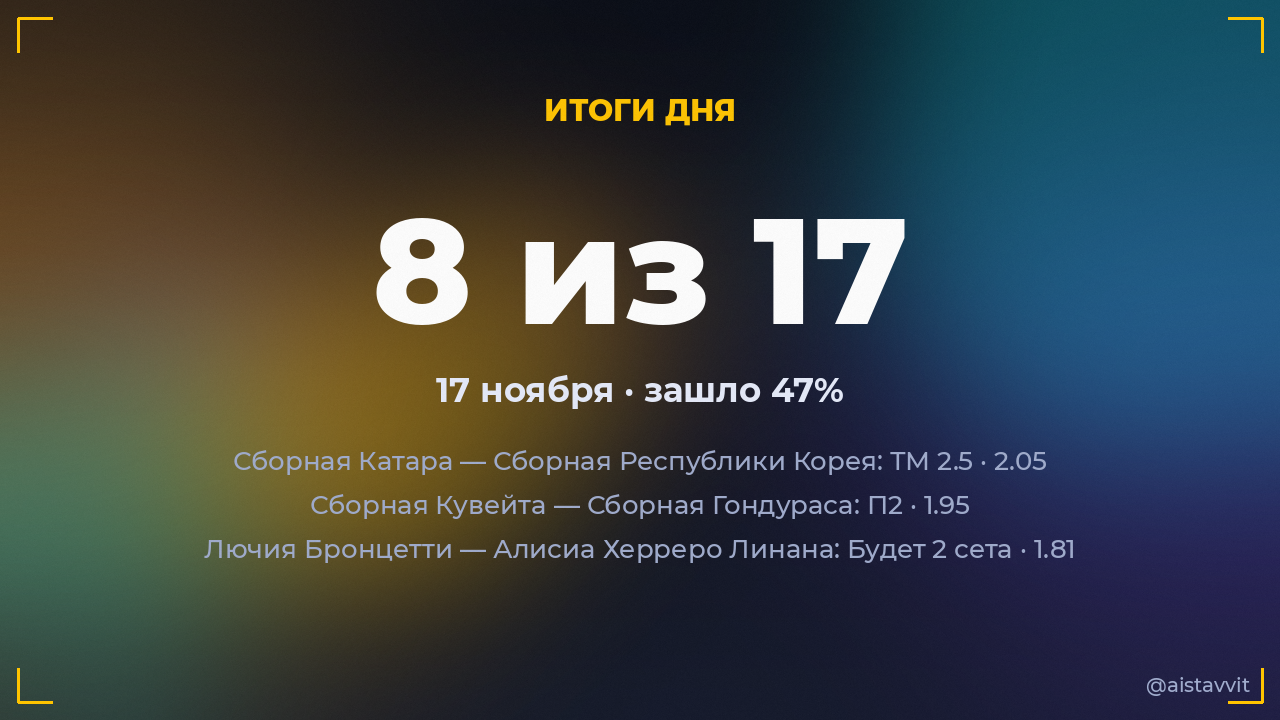 ИТОГИ ДНЯ
8 из 17
17 ноября · зашло 47%
Сборная Катара — Сборная Республики Корея: ТМ 2.5 · 2.05
Сборная Кувейта — Сборная Гондураса: П2 · 1.95
Лючия Бронцетти — Алисиа Херреро Линана: Будет 2 сета · 1.81
@aistavvit